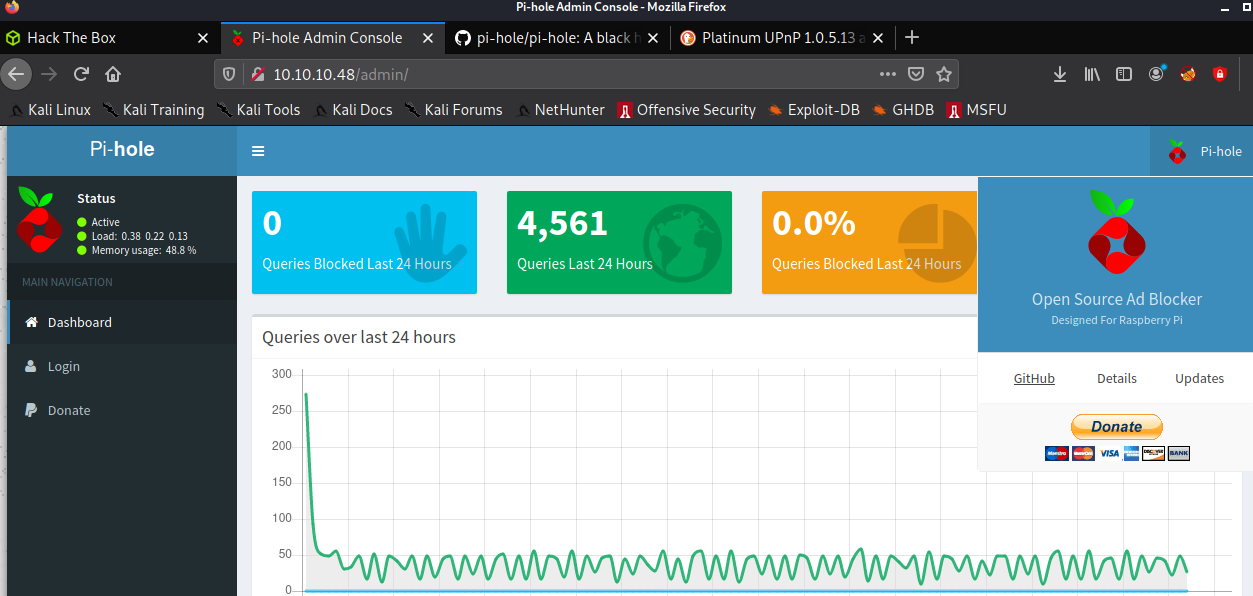 Pi-hole Admin Console - Mozilla Firefox
Hack The Box
Pi-hole Admin Console
pi-hole/pi-hole: A black h
Platinum UPnP 1.0.5.13 a
10.10.10.48/admin/
Kali Linux
Kali Training
Kali Tools
Kali Docs
Kali Forums
NetHunter
Offensive Security
Exploit-DB
GHDB
MSFU
Pi-hole
Pi-hole
Status
Active
Load: 0.38 0.22 0.13
Memory usage: 48.8 %
MAIN NAVIGATION
Dashboard
Login
Donate
0
Queries Blocked Last 24 Hours
4,561
Queries Last 24 Hours
0.0%
Queries Blocked Last 24 Hours
Open Source Ad Blocker
Designed For Raspberry Pi
GitHub
Details
Updates
Donate
Maestro
MasterCard
VISA
DISCOVER
BANK
Queries over last 24 hours
300
250
200
150
100
50
0